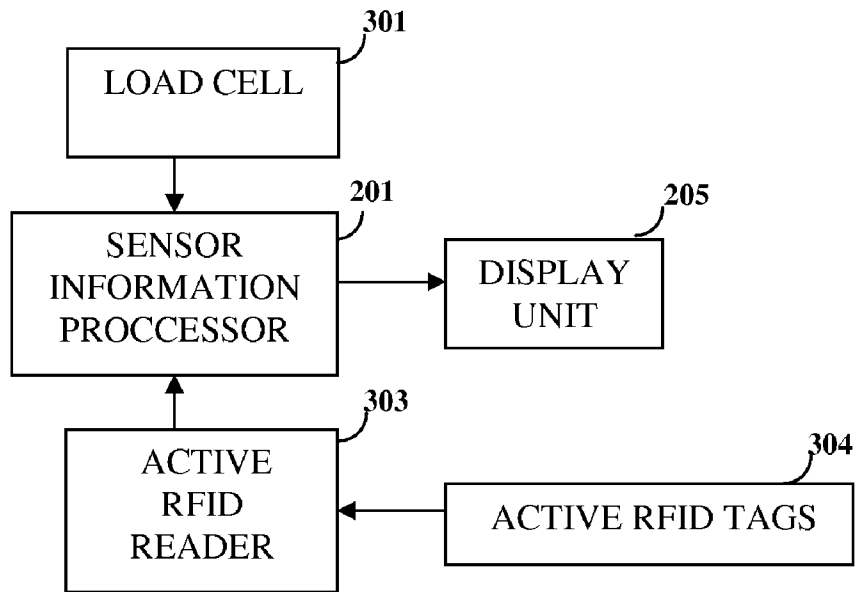 301
LOAD CELL
201
SENSOR
INFORMATION
PROCCESSOR
205
DISPLAY
UNIT
303
ACTIVE
RFID
READER
304
ACTIVE RFID TAGS